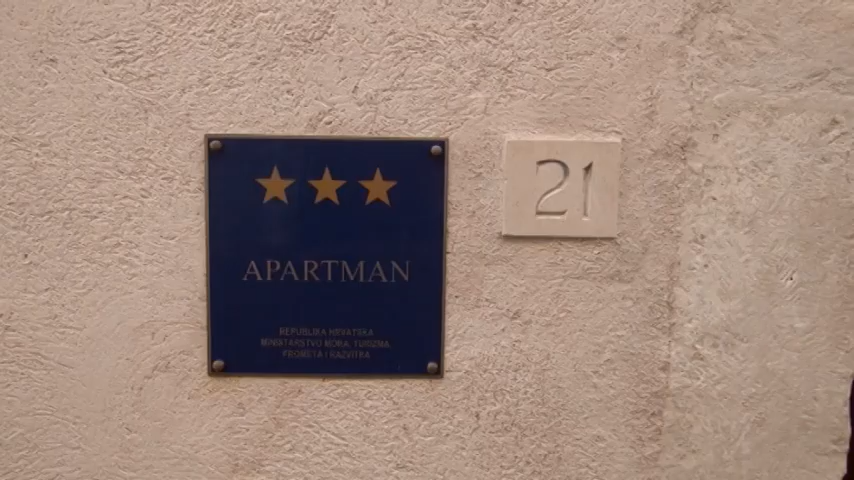 APARTMAN
REPUBLIKA HRVATSKA
MINISTARSTVO MORA, TURIZMA,
PROMETA I RAZVITKA
21